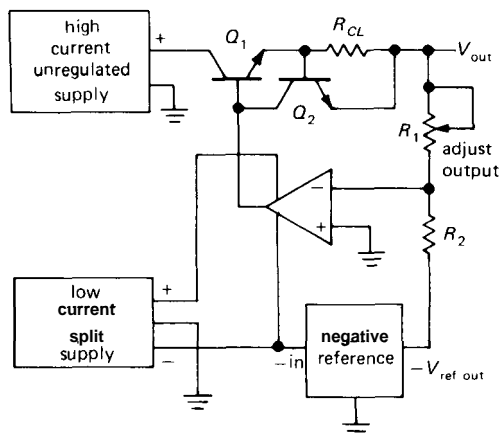 high
current
unregulated
supply
+
Q1
RCL
Vout
Q2
R1
adjust
output
−
+
R2
low
current
split
supply
+
−
−in
negative
reference
−Vref out